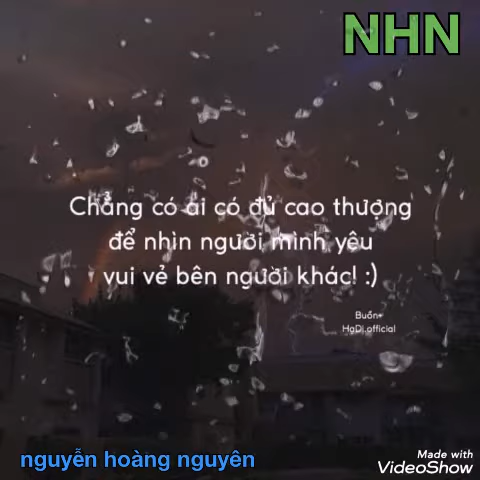 NHN
Chẳng có ai có đủ cao thượng
để nhìn người mình yêu
vui vẻ bên người khác! :)
Buồn+
HạDi.official
nguyễn hoàng nguyên
Made with
VideoShow